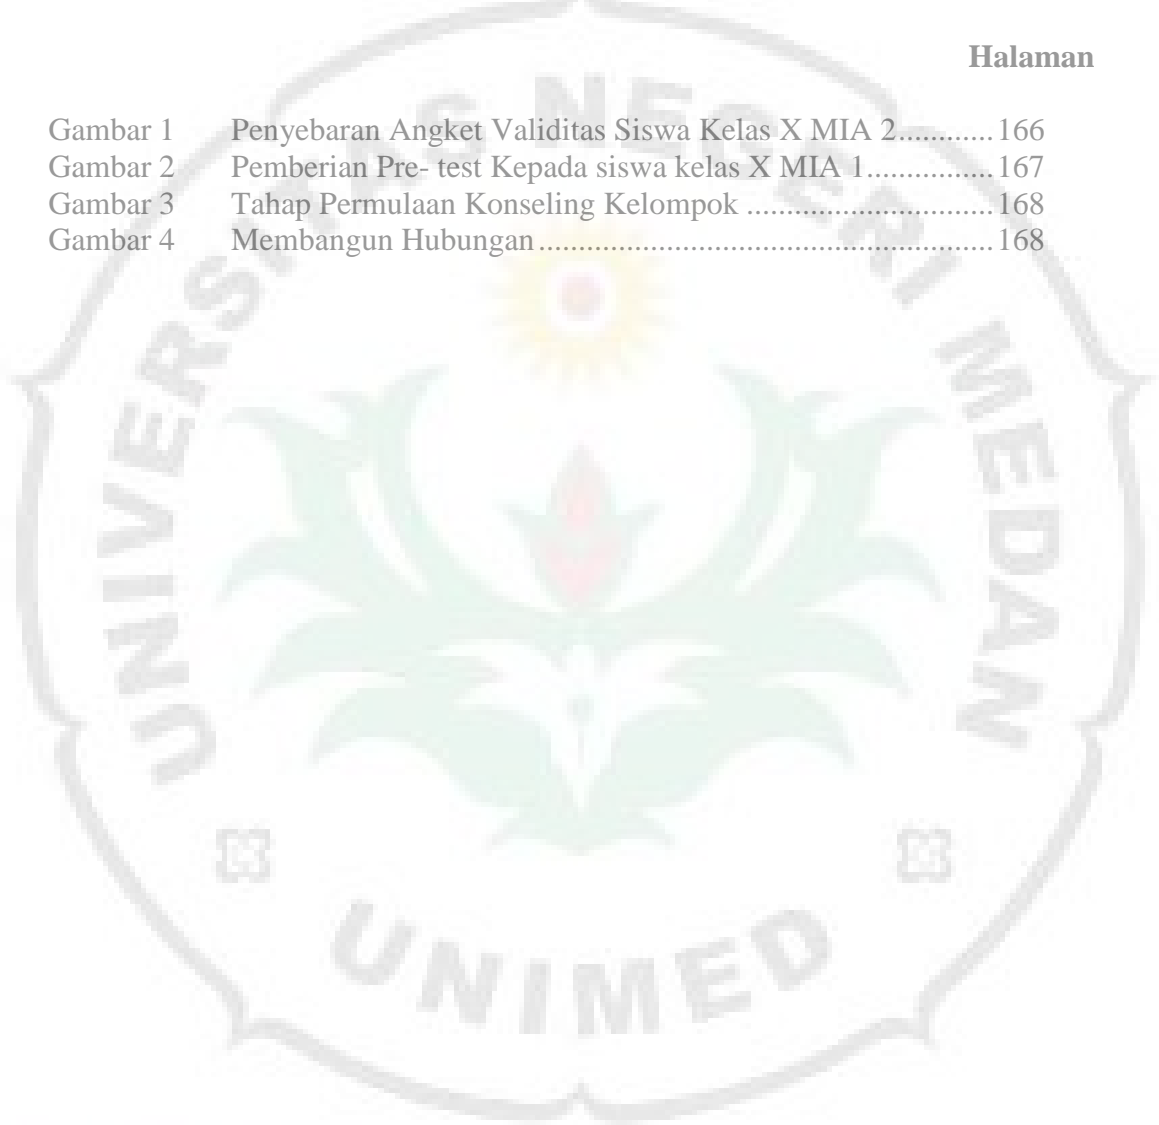 Halaman
Gambar 1 Penyebaran Angket Validitas Siswa Kelas X MIA 2............166
Gambar 2 Pemberian Pre- test Kepada siswa kelas X MIA 1................167
Gambar 3 Tahap Permulaan Konseling Kelompok ...............................168
Gambar 4 Membangun Hubungan.........................................................168
UNIVERSITAS NEGERI MEDAN
UNIMED